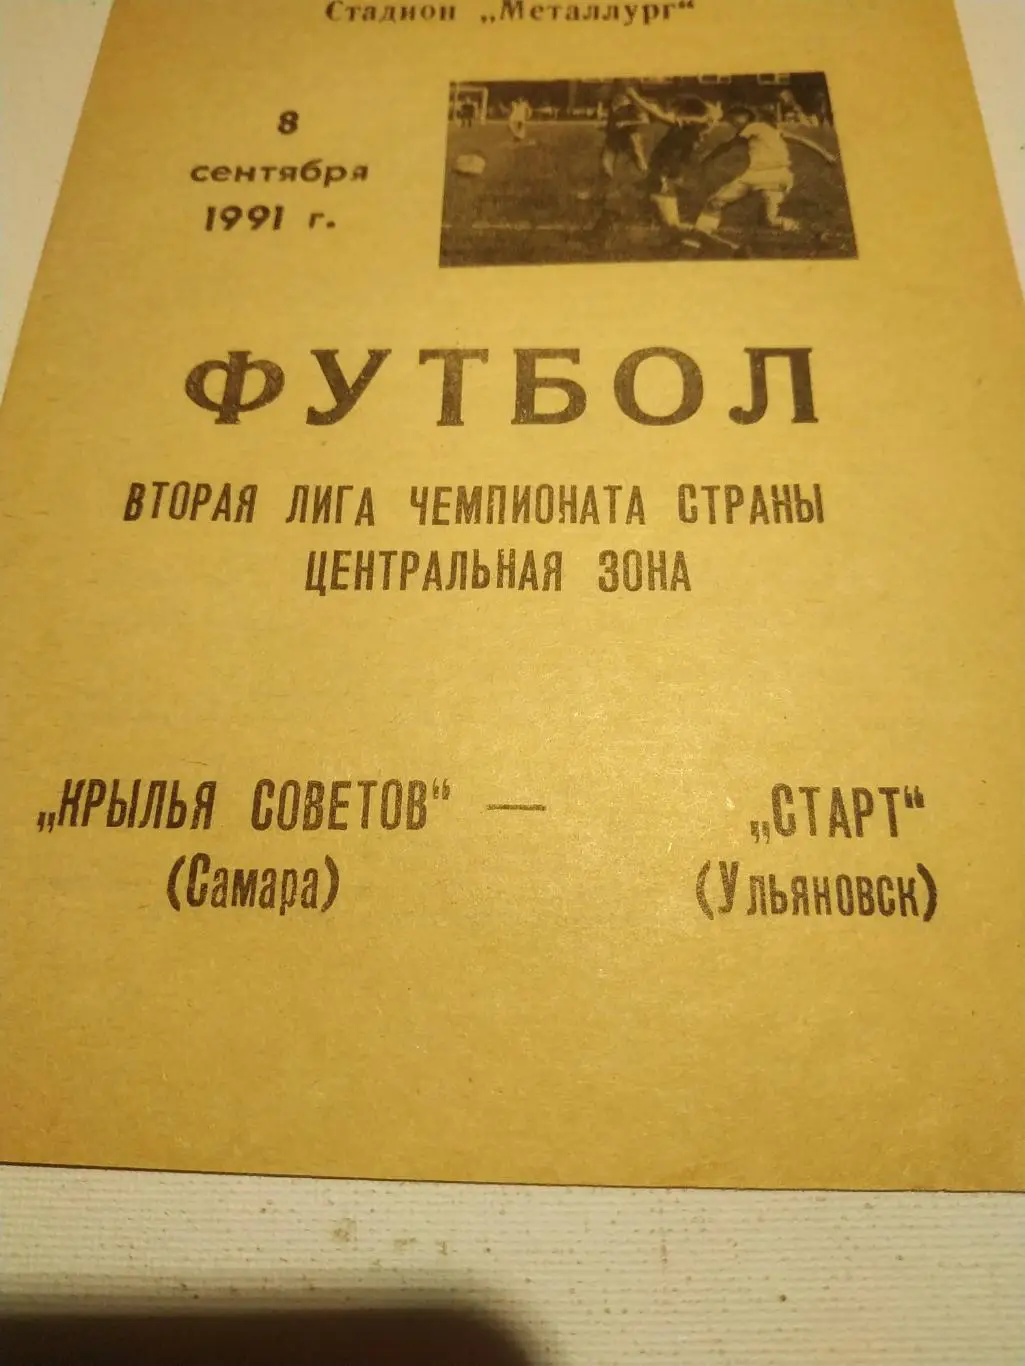 Стадион „Металлург“
8
сентября
1991 г.
ФУТБОЛ
ВТОРАЯ ЛИГА ЧЕМПИОНАТА СТРАНЫ
ЦЕНТРАЛЬНАЯ ЗОНА
„КРЫЛЬЯ СОВЕТОВ“ — „СТАРТ“
(Самара) (Ульяновск)